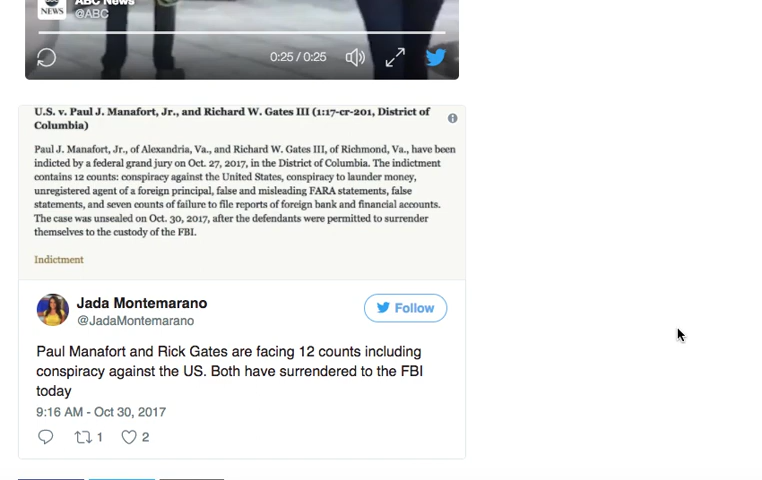 ABC News
NEWS
@ABC
0:25 / 0:25
U.S. v. Paul J. Manafort, Jr., and Richard W. Gates III (1:17-cr-201, District of
Columbia)
Paul J. Manafort, Jr., of Alexandria, Va., and Richard W. Gates III, of Richmond, Va., have been
indicted by a federal grand jury on Oct. 27, 2017, in the District of Columbia. The indictment
contains 12 counts: conspiracy against the United States, conspiracy to launder money,
unregistered agent of a foreign principal, false and misleading FARA statements, false
statements, and seven counts of failure to file reports of foreign bank and financial accounts.
The case was unsealed on Oct. 30, 2017, after the defendants were permitted to surrender
themselves to the custody of the FBI.
Indictment
Jada Montemarano
@JadaMontemarano
Follow
Paul Manafort and Rick Gates are facing 12 counts including
conspiracy against the US. Both have surrendered to the FBI
today
9:16 AM - Oct 30, 2017
1 2